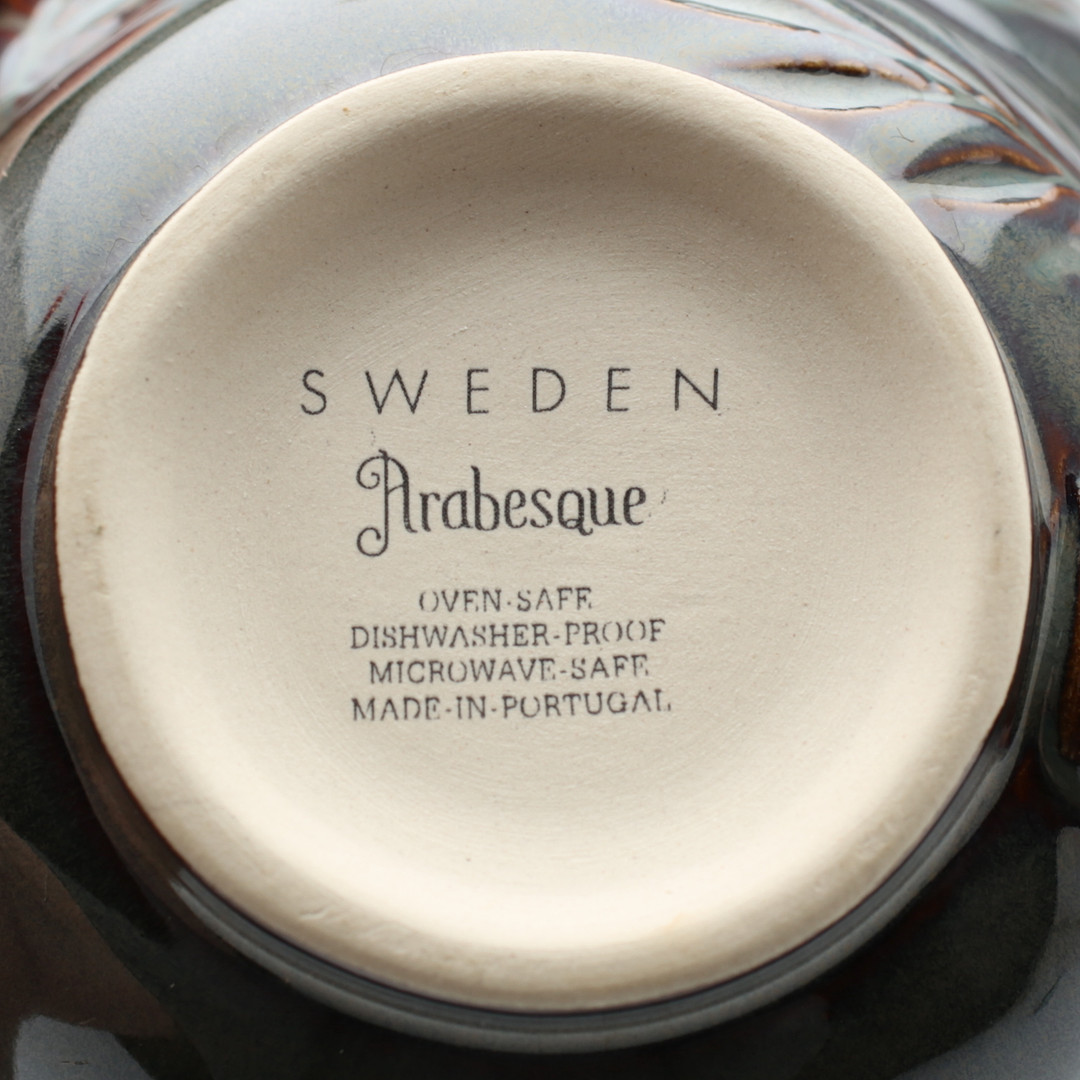 SWEDEN
Arabesque
OVEN-SAFE
DISHWASHER-PROOF
MICROWAVE-SAFE
MADE-IN-PORTUGAL